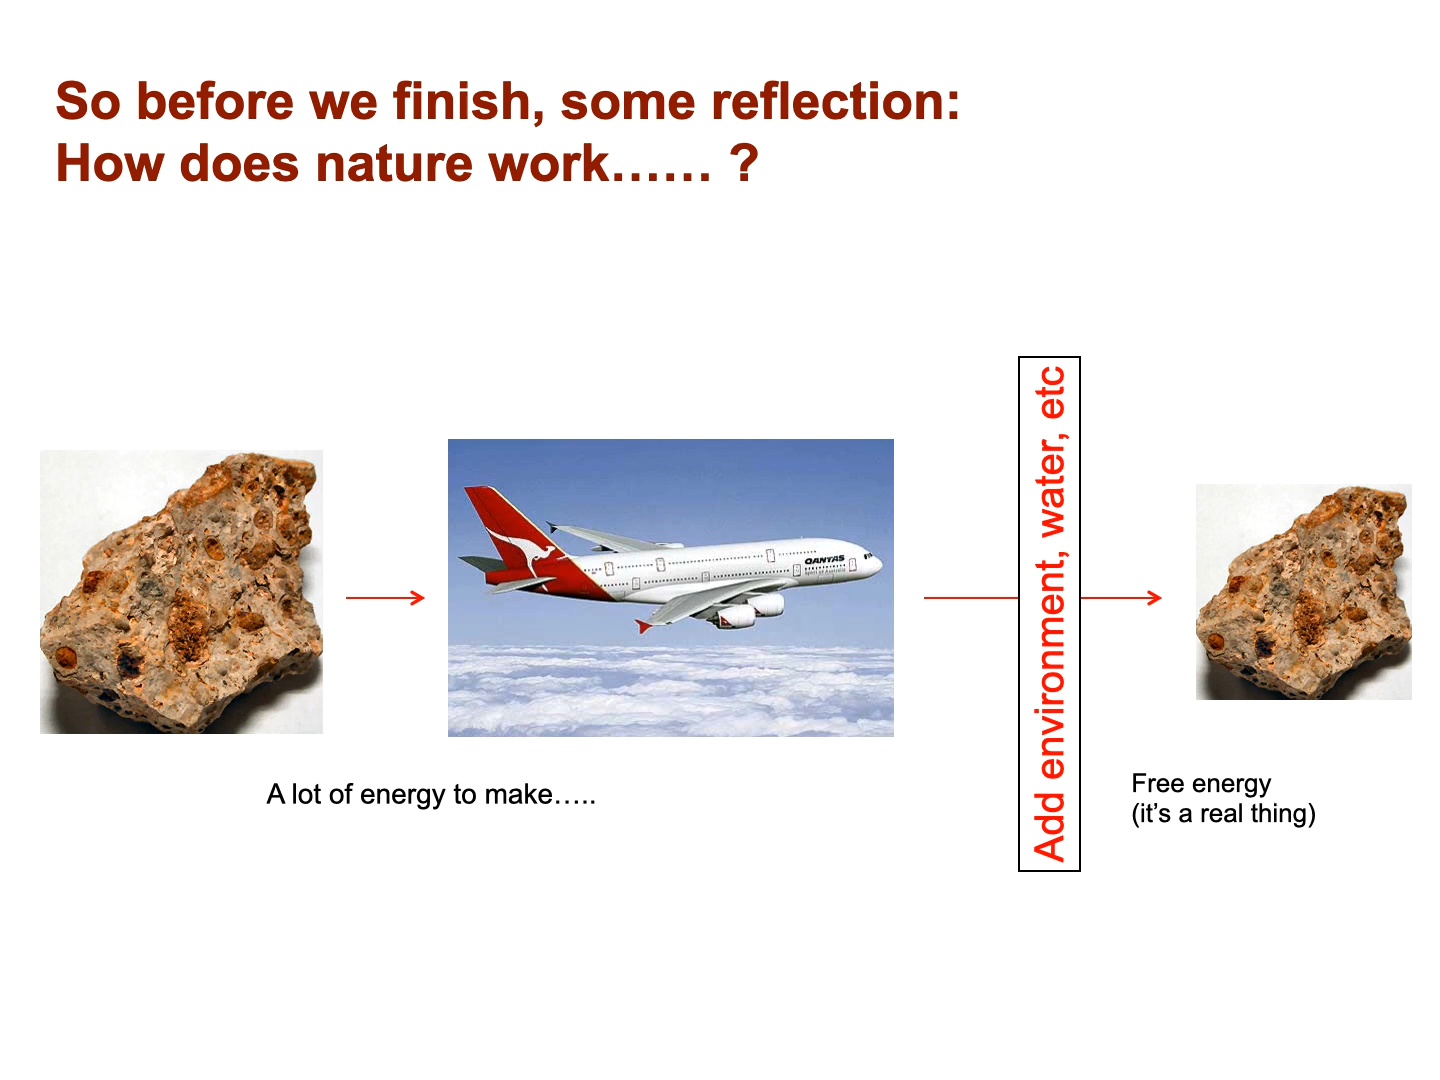 So before we finish, some reflection:
How does nature work…… ?
QANTAS
Add environment, water, etc
A lot of energy to make…..
Free energy
(it’s a real thing)